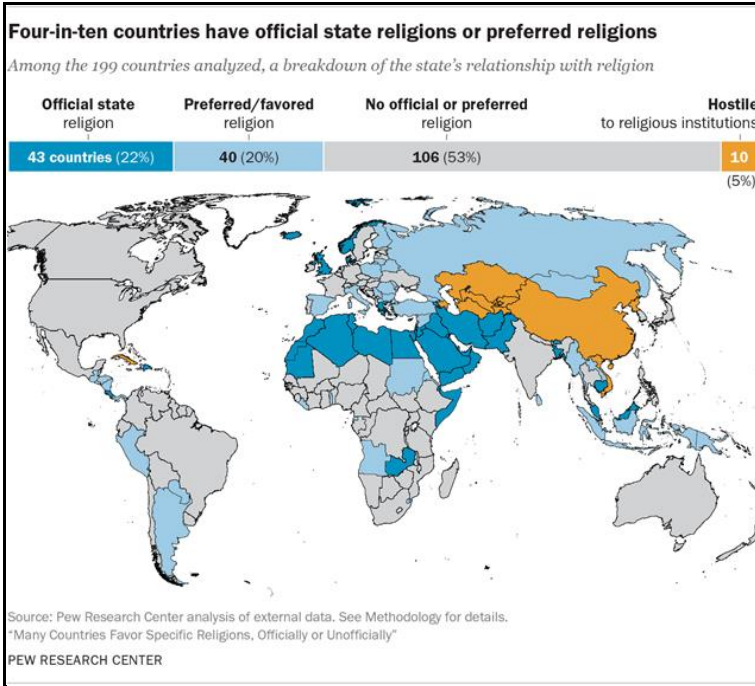 Four-in-ten countries have official state religions or preferred religions
Among the 199 countries analyzed, a breakdown of the state's relationship with religion
Official state religion
Preferred/favored religion
No official or preferred religion
Hostile to religious institutions
43 countries (22%)
40 (20%)
106 (53%)
10
(5%)
Source: Pew Research Center analysis of external data. See Methodology for details.
"Many Countries Favor Specific Religions, Officially or Unofficially"
PEW RESEARCH CENTER